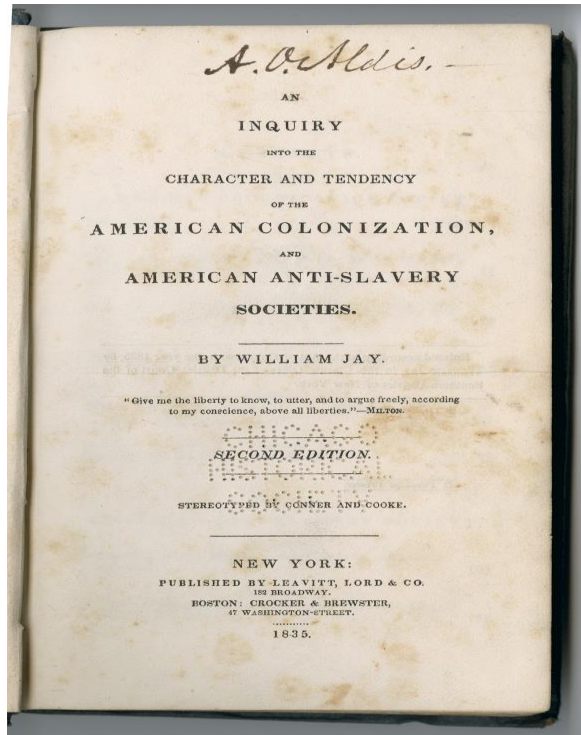 A. O. Aldis. -
AN
INQUIRY
INTO THE
CHARACTER AND TENDENCY
OF THE
AMERICAN COLONIZATION,
AND
AMERICAN ANTI-SLAVERY
SOCIETIES.
BY WILLIAM JAY.
"Give me the liberty to know, to utter, and to argue freely, according
to my conscience, above all liberties."—MILTON.
CHICAGO
SECOND EDITION.
HISTORICAL
SOCIETY
STEREOTYPED BY CONNER AND COOKE.
NEW YORK:
PUBLISHED BY LEAVITT, LORD & CO.
182 BROADWAY.
BOSTON: CROCKER & BREWSTER,
47 WASHINGTON-STREET.
1835.